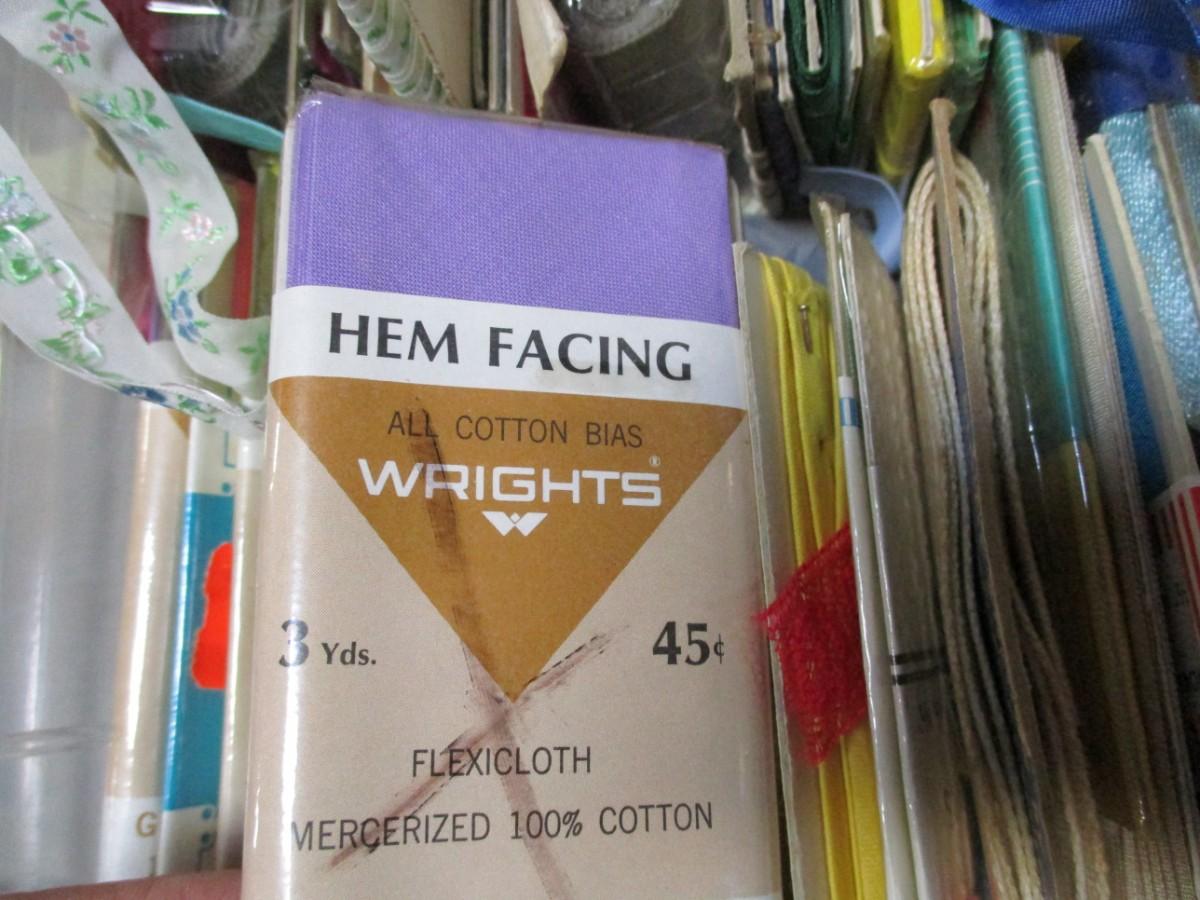 HEM FACING
ALL COTTON BIAS
WRIGHTS®
3 Yds. 45¢
FLEXICLOTH
MERCERIZED 100% COTTON
G